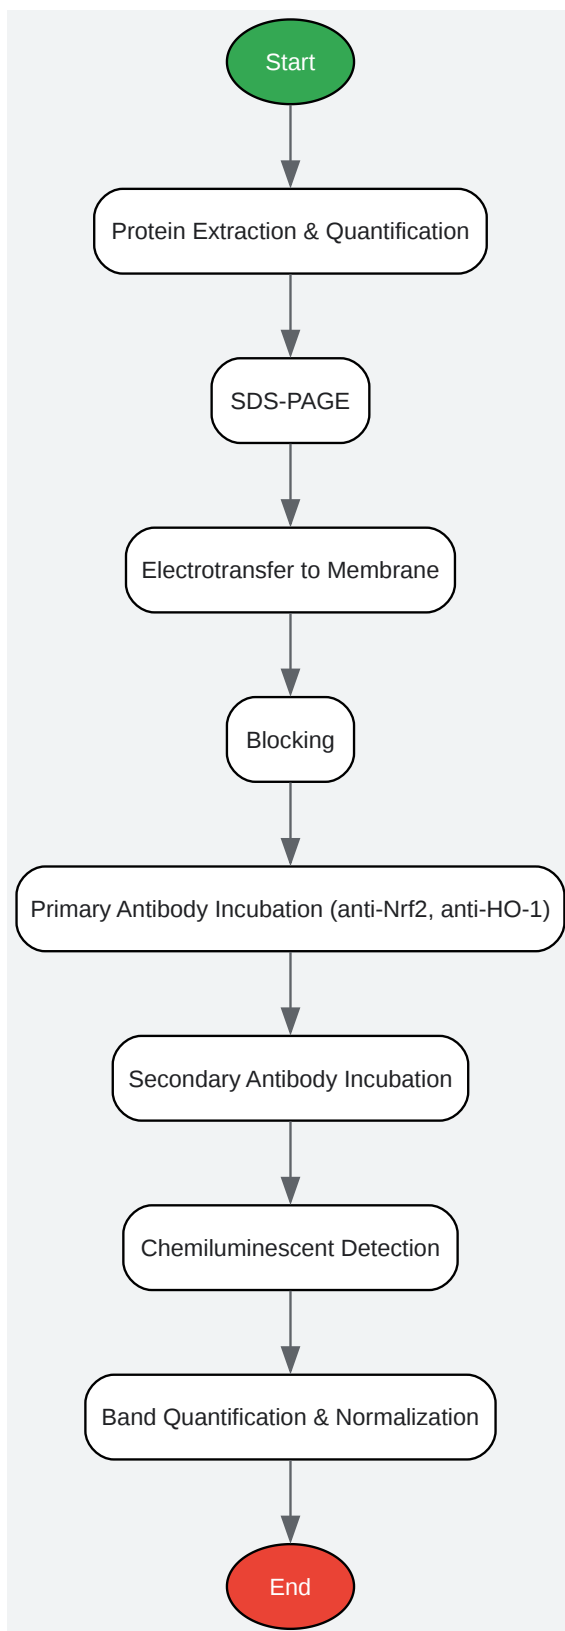 Start
Protein Extraction & Quantification
SDS-PAGE
Electrotransfer to Membrane
Blocking
Primary Antibody Incubation (anti-Nrf2, anti-HO-1)
Secondary Antibody Incubation
Chemiluminescent Detection
Band Quantification & Normalization
End